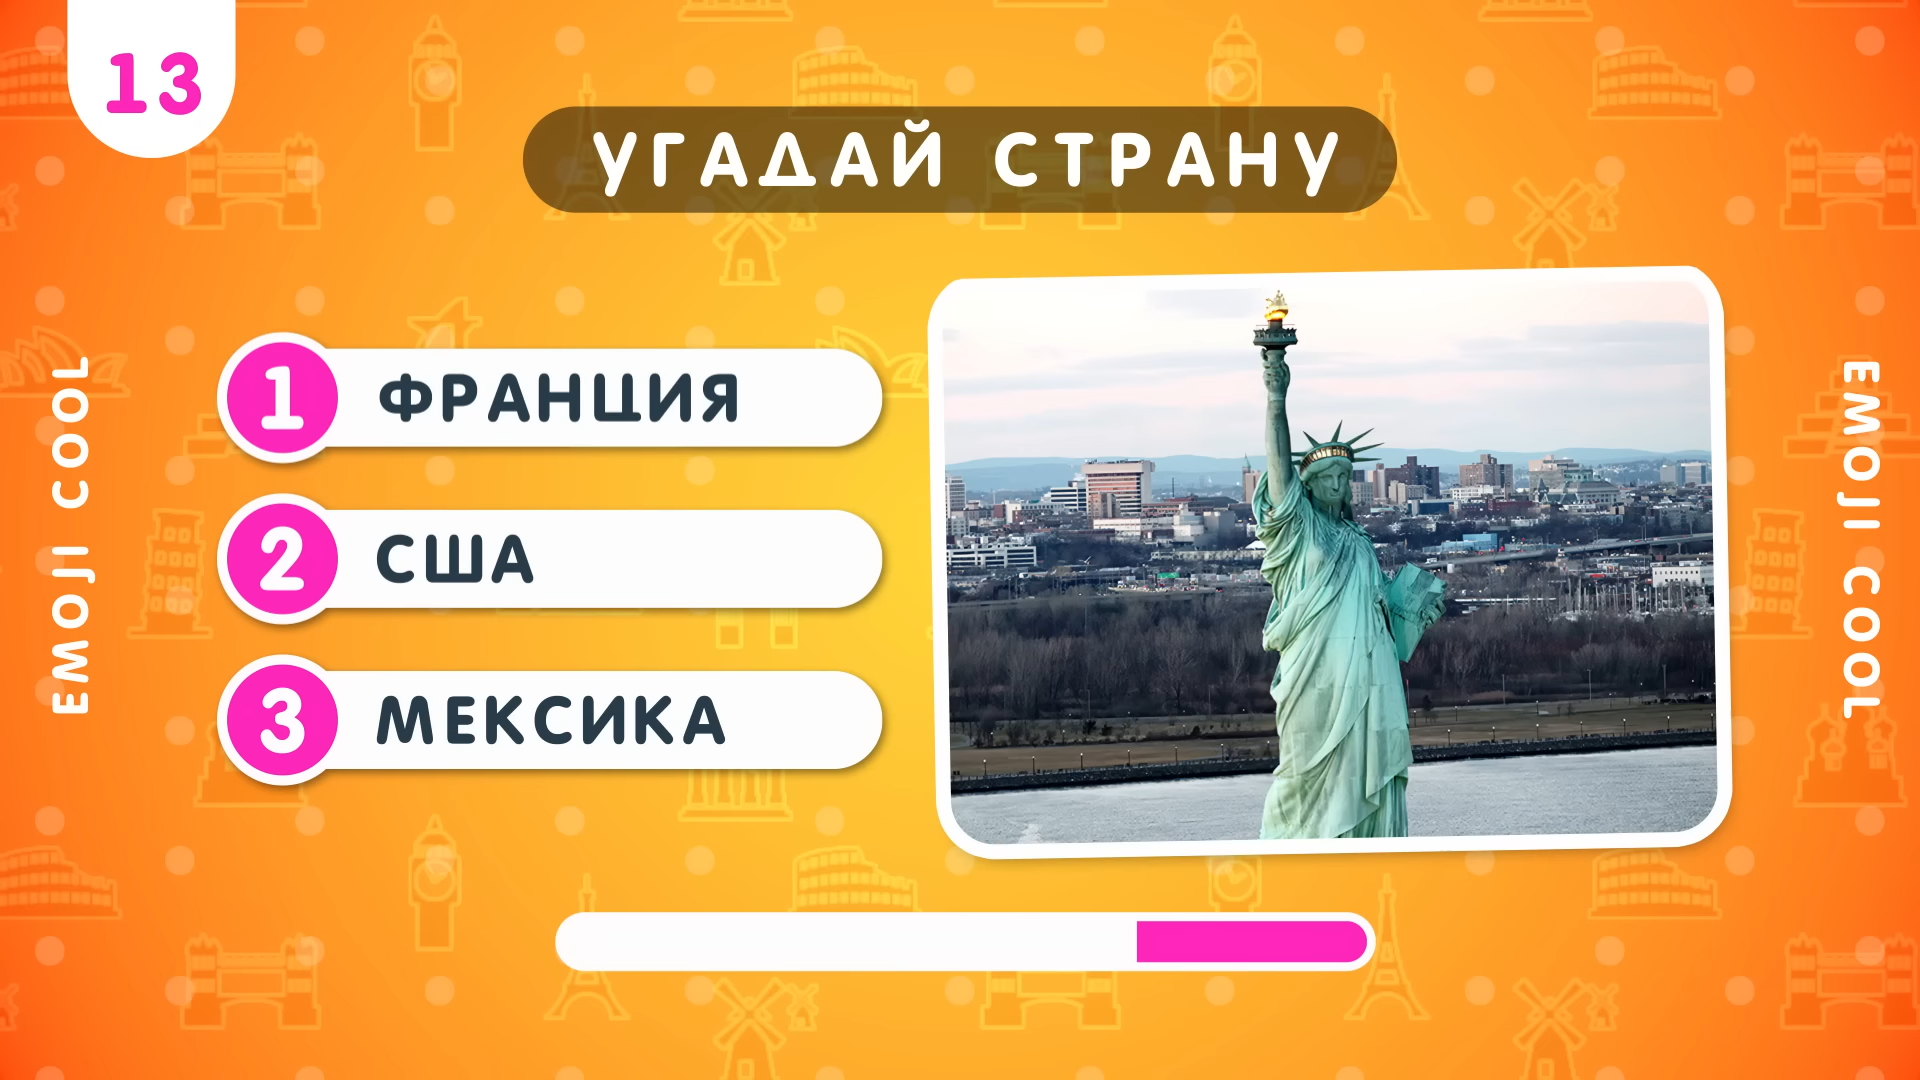 13
УГАДАЙ СТРАНУ
EMOJI COOL
1 ФРАНЦИЯ
2 США
3 МЕКСИКА
EMOJI COOL